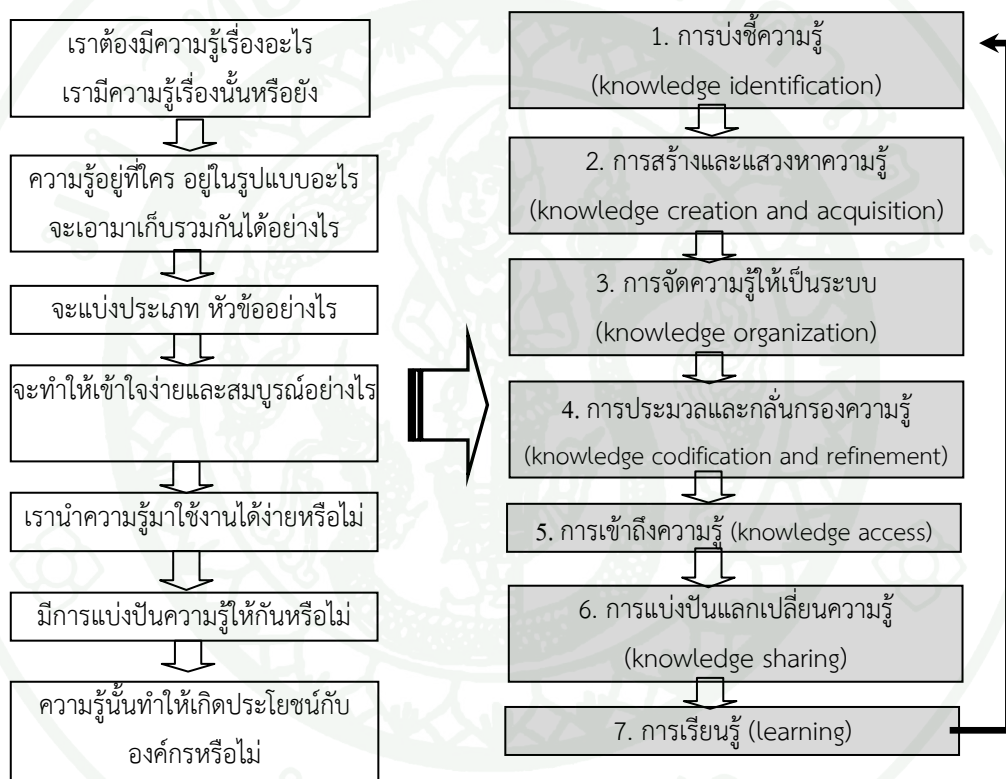 เราต้องมีความรู้เรื่องอะไร
เรามีความรู้เรื่องนั้นหรือยัง
ความรู้อยู่ที่ใคร อยู่ในรูปแบบอะไร
จะเอามาเก็บรวมกันได้อย่างไร
จะแบ่งประเภท หัวข้ออย่างไร
จะทำให้เข้าใจง่ายและสมบูรณ์อย่างไร
เรานำความรู้มาใช้งานได้ง่ายหรือไม่
มีการแบ่งปันความรู้ให้กันหรือไม่
ความรู้นั้นทำให้เกิดประโยชน์กับ
องค์กรหรือไม่
1. การบ่งชี้ความรู้
(knowledge identification)
2. การสร้างและแสวงหาความรู้
(knowledge creation and acquisition)
3. การจัดความรู้ให้เป็นระบบ
(knowledge organization)
4. การประมวลและกลั่นกรองความรู้
(knowledge codification and refinement)
5. การเข้าถึงความรู้ (knowledge access)
6. การแบ่งปันแลกเปลี่ยนความรู้
(knowledge sharing)
7. การเรียนรู้ (learning)